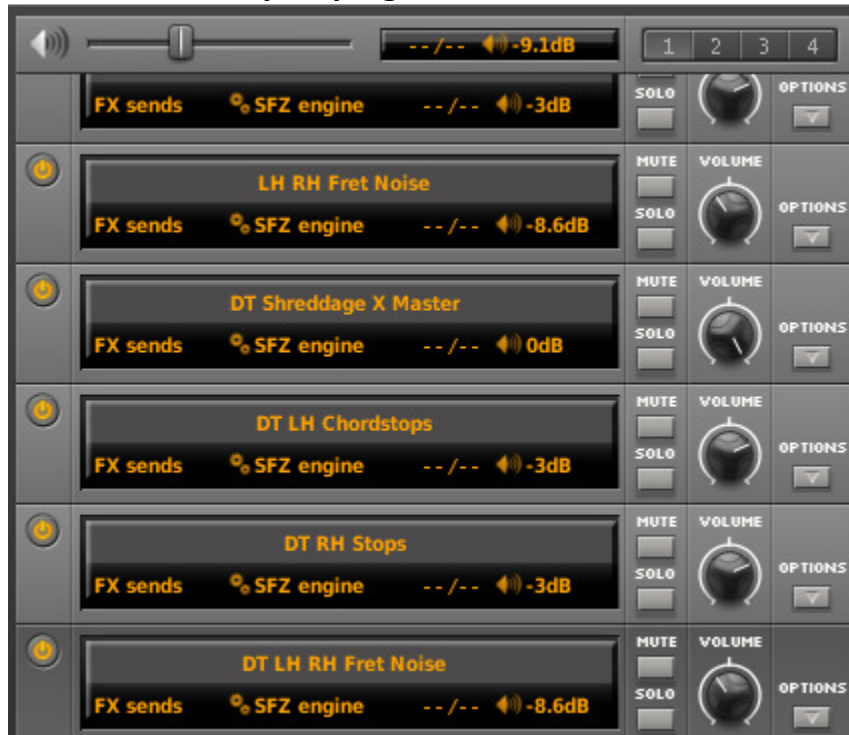 --/-- -9.1dB 1 2 3 4
FX sends SFZ engine --/-- -3dB SOLO OPTIONS
MUTE VOLUME
LH RH Fret Noise
FX sends SFZ engine --/-- -8.6dB SOLO OPTIONS
MUTE VOLUME
DT Shreddage X Master
FX sends SFZ engine --/-- 0dB SOLO OPTIONS
MUTE VOLUME
DT LH Chordstops
FX sends SFZ engine --/-- -3dB SOLO OPTIONS
MUTE VOLUME
DT RH Stops
FX sends SFZ engine --/-- -3dB SOLO OPTIONS
MUTE VOLUME
DT LH RH Fret Noise
FX sends SFZ engine --/-- -8.6dB SOLO OPTIONS